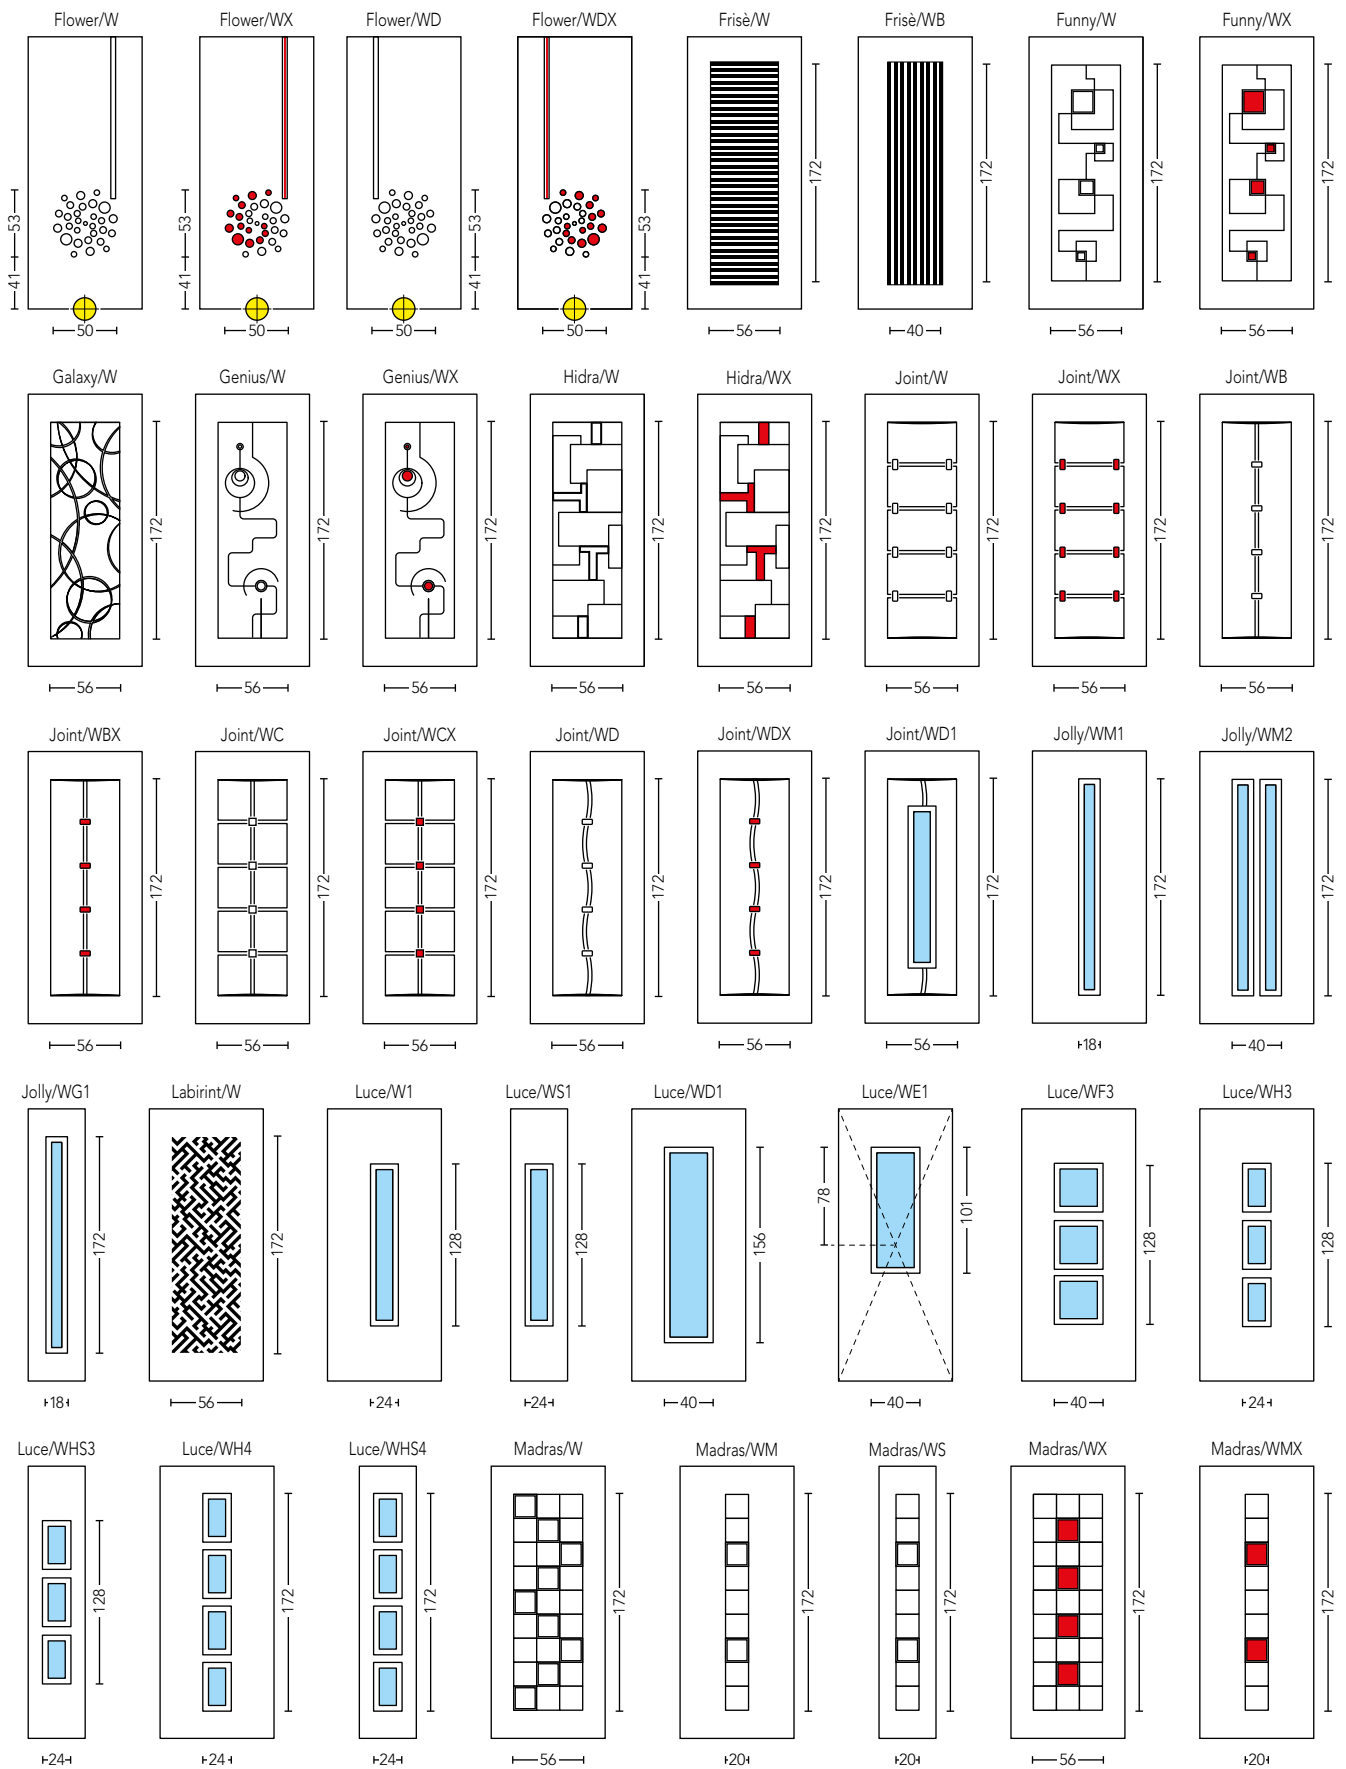 Flower/W Flower/WX Flower/WD Flower/WDX Frisè/W Frisè/WB Funny/W Funny/WX
172 172 172 172
53 53 53 53
41 41 41 41
50 50 50 50 56 40 56 56
Galaxy/W Genius/W Genius/WX Hidra/W Hidra/WX Joint/W Joint/WX Joint/WB
172 172 172 172 172 172 172 172
56 56 56 56 56 56 56 56
Joint/WBX Joint/WC Joint/WCX Joint/WD Joint/WDX Joint/WD1 Jolly/WM1 Jolly/WM2
172 172 172 172 172 172 172 172
56 56 56 56 56 56 18 40
Jolly/WG1 Labirint/W Luce/W1 Luce/WS1 Luce/WD1 Luce/WE1 Luce/WF3 Luce/WH3
172 172 128 128 156 78 101 128 128
18 56 24 24 40 40 40 24
Luce/WHS3 Luce/WH4 Luce/WHS4 Madras/W Madras/WM Madras/WS Madras/WX Madras/WMX
128 172 172 172 172 172 172 172
24 24 24 56 20 20 56 20